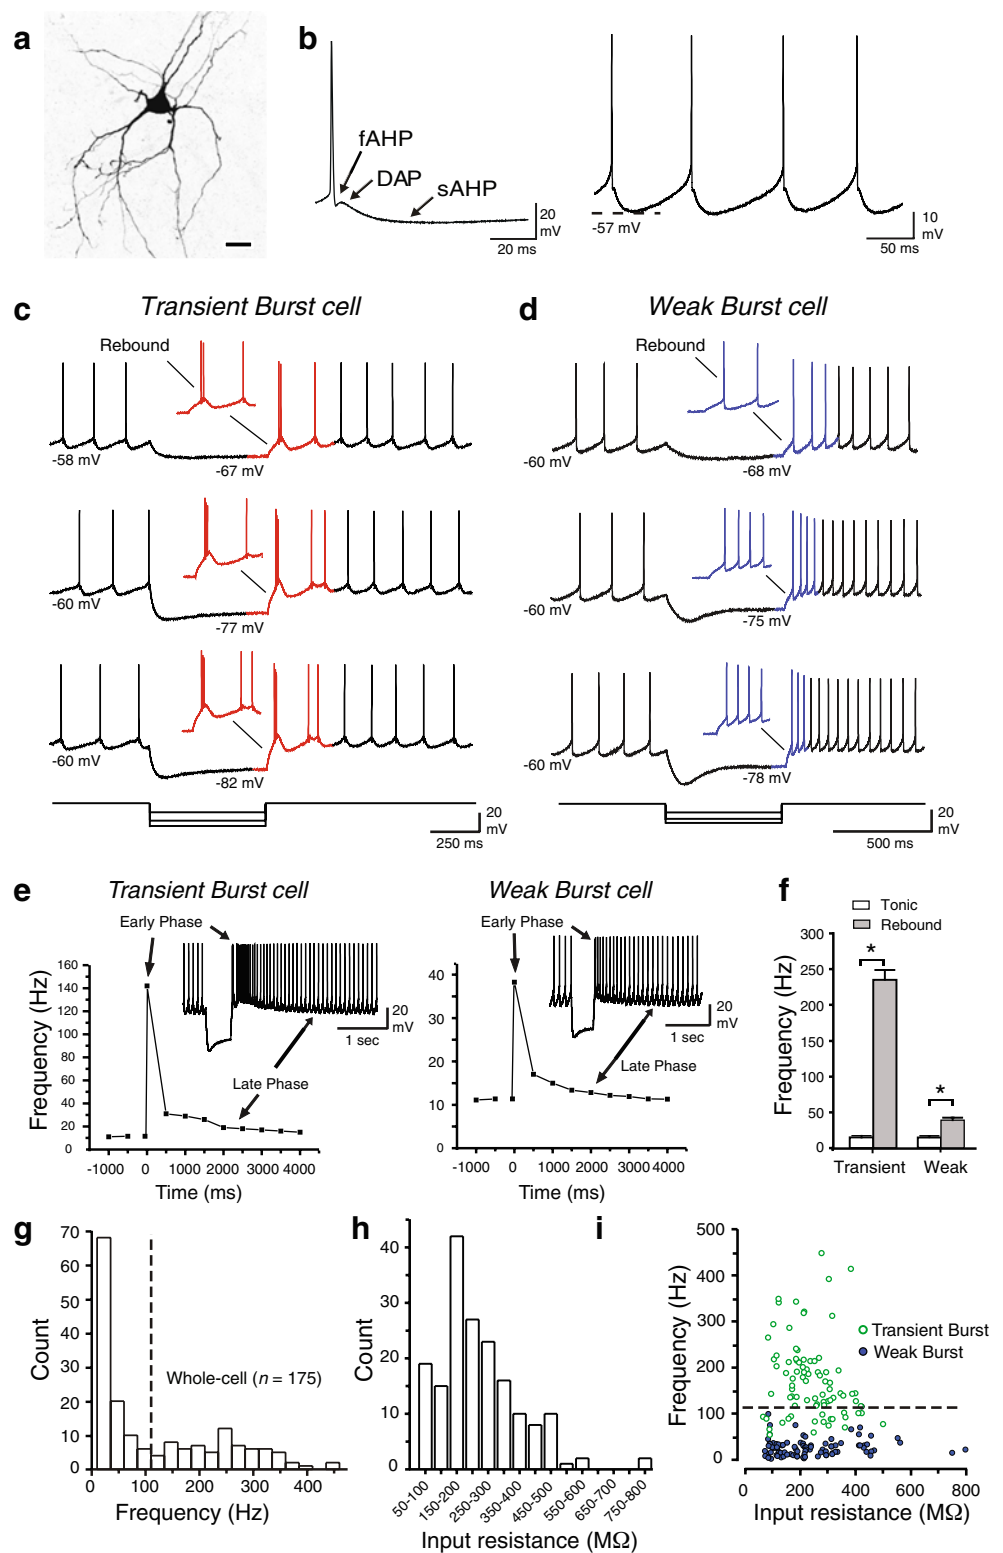 a
b
fAHP
DAP
sAHP
20
mV
20 ms
-57 mV
10
mV
50 ms
c
Transient Burst cell
Rebound
-58 mV
-67 mV
-60 mV
-77 mV
-60 mV
-82 mV
20
mV
250 ms
d
Weak Burst cell
Rebound
-60 mV
-68 mV
-60 mV
-75 mV
-60 mV
-78 mV
20
mV
500 ms
e
Transient Burst cell
Early Phase
160
140
120
100
80
60
40
20
0
Frequency (Hz)
20
mV
1 sec
Late Phase
-1000 0 1000 2000 3000 4000
Time (ms)
Weak Burst cell
Early Phase
40
30
20
10
0
20
mV
1 sec
Late Phase
-1000 0 1000 2000 3000 4000
Time (ms)
f
Tonic
Rebound
300
250
200
150
100
50
0
Frequency (Hz)
*
*
Transient Weak
g
70
60
50
40
30
20
10
0
Count
Whole-cell (n = 175)
0 100 200 300 400
Frequency (Hz)
h
40
30
20
10
0
Count
50-100
150-200
250-300
350-400
450-500
550-600
650-700
750-800
Input resistance (MΩ)
i
500
400
300
200
100
0
Frequency (Hz)
Transient Burst
Weak Burst
0 200 400 600 800
Input resistance (MΩ)